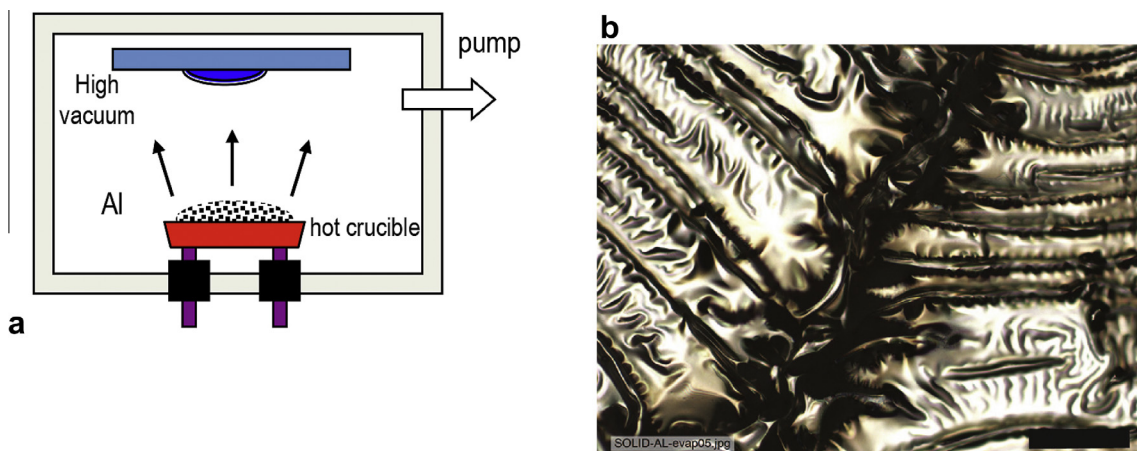 b
pump
High
vacuum
Al
hot crucible
a
SOLID-AL-evap05.jpg